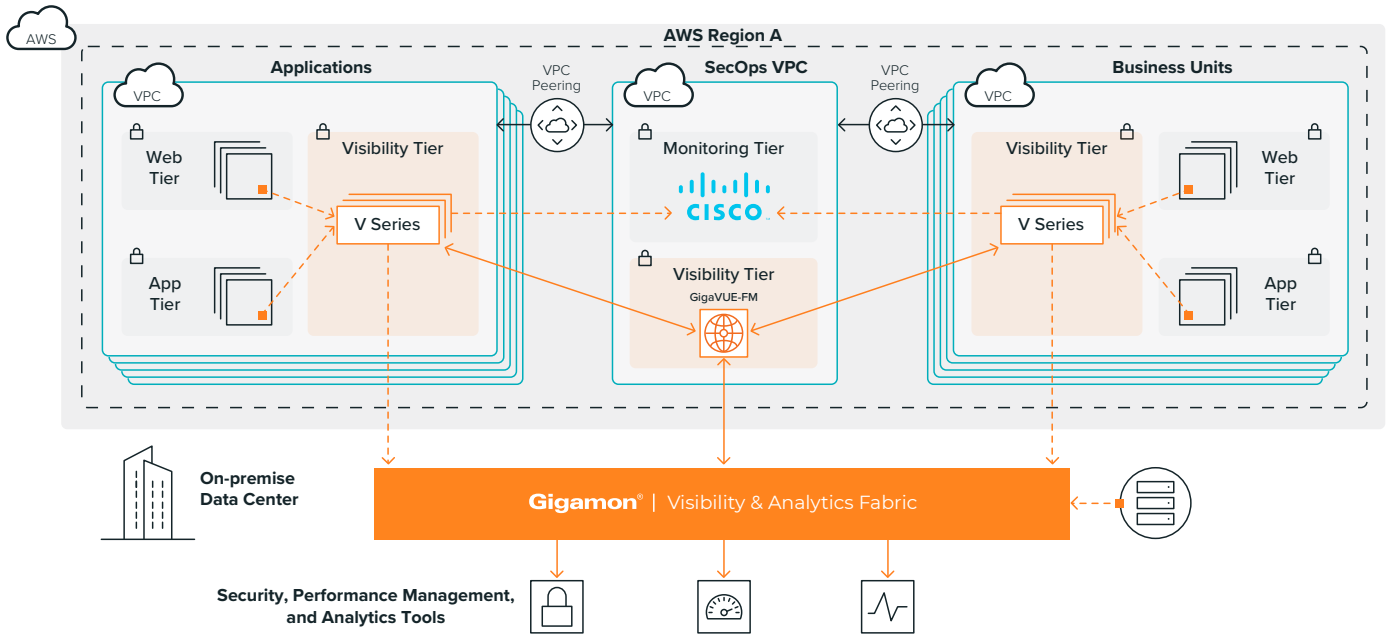 AWS
AWS Region A
Applications
VPC
Peering
SecOps VPC
VPC
Peering
Business Units
VPC
VPC
VPC
Web
Tier
Visibility Tier
Monitoring Tier
Visibility Tier
Web
Tier
CISCO
V Series
V Series
App
Tier
Visibility Tier
GigaVUE-FM
App
Tier
On-premise
Data Center
Gigamon® | Visibility & Analytics Fabric
Security, Performance Management,
and Analytics Tools